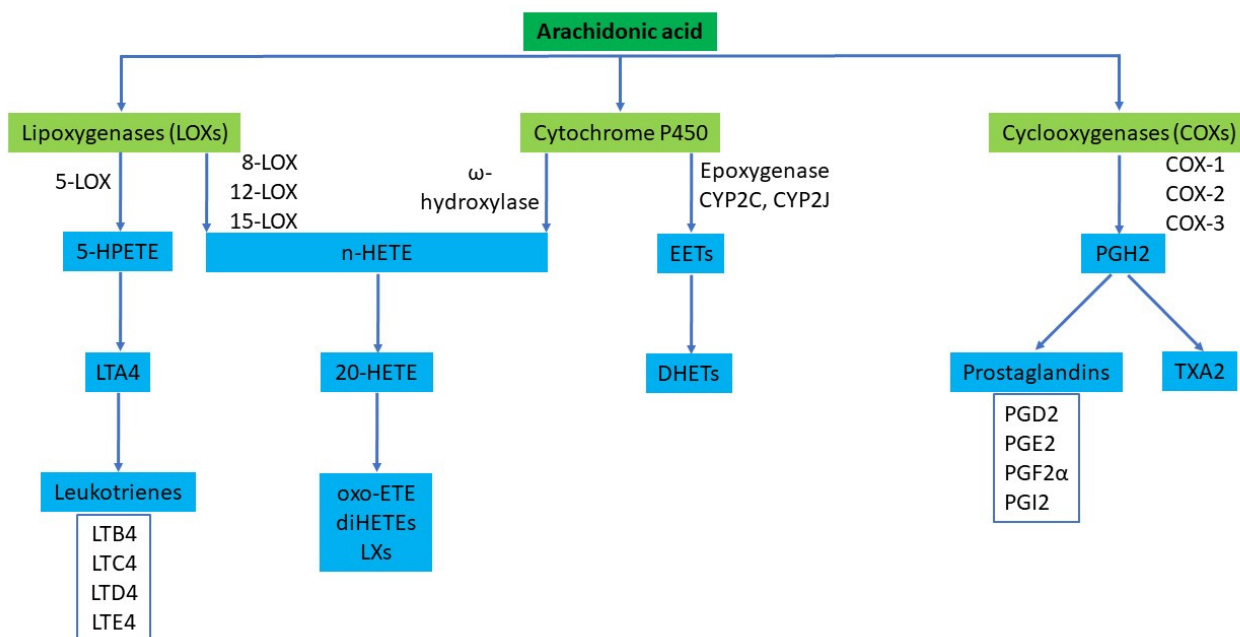 Arachidonic acid
Lipoxygenases (LOXs)
Cytochrome P450
Cyclooxygenases (COXs)
5-LOX
8-LOX
12-LOX
15-LOX
ω-
hydroxylase
Epoxygenase
CYP2C, CYP2J
COX-1
COX-2
COX-3
5-HPETE
n-HETE
EETs
PGH2
LTA4
20-HETE
DHETs
Prostaglandins
TXA2
PGD2
PGE2
PGF2α
PGI2
Leukotrienes
LTB4
LTC4
LTD4
LTE4
oxo-ETE
diHETEs
LXs